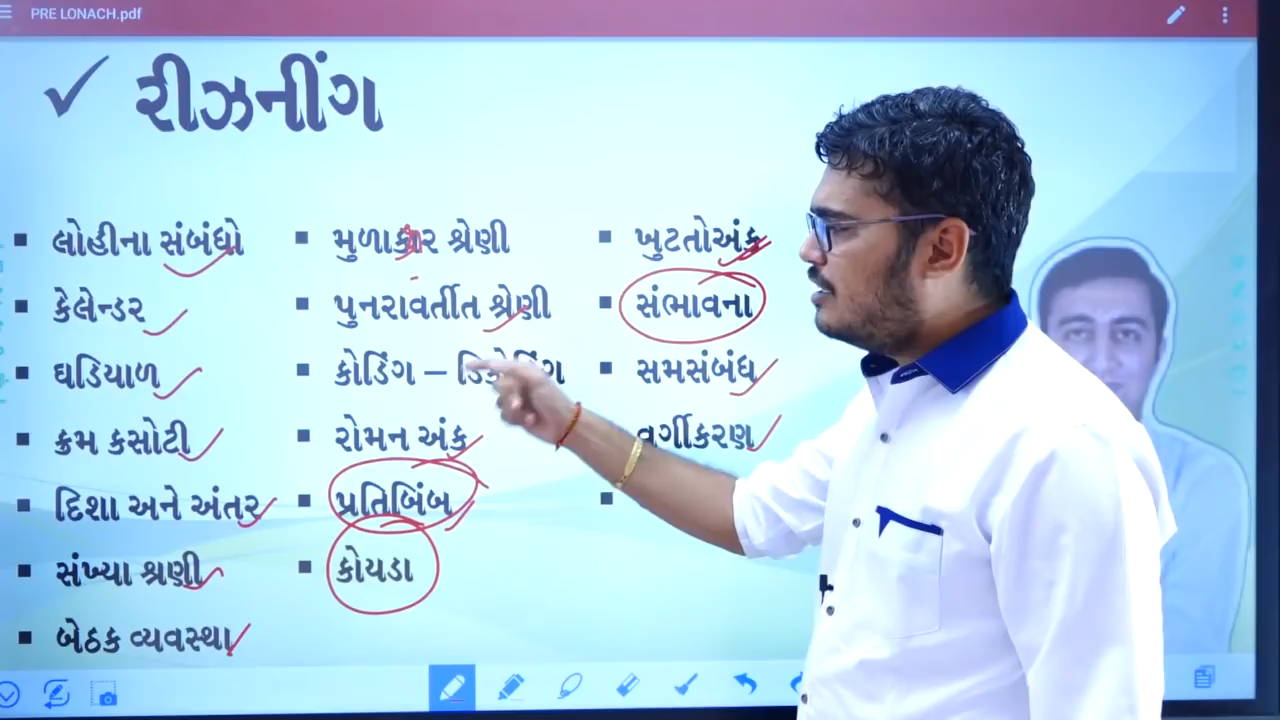 PRE LONACH.pdf
રીઝનીંગ
લોહીના સંબંધો
કેલેન્ડર
ઘડિયાળ
ક્રમ કસોટી
દિશા અને અંતર
સંખ્યા શ્રણી
બેઠક વ્યવસ્થા
મુળાક્ષર શ્રેણી
પુનરાવર્તીત શ્રેણી
કોડિંગ – ડિકોડિંગ
રોમન અંક
પ્રતિબિંબ
કોયડા
ખુટતોઅંક
સંભાવના
સમસંબંધ
વર્ગીકરણ